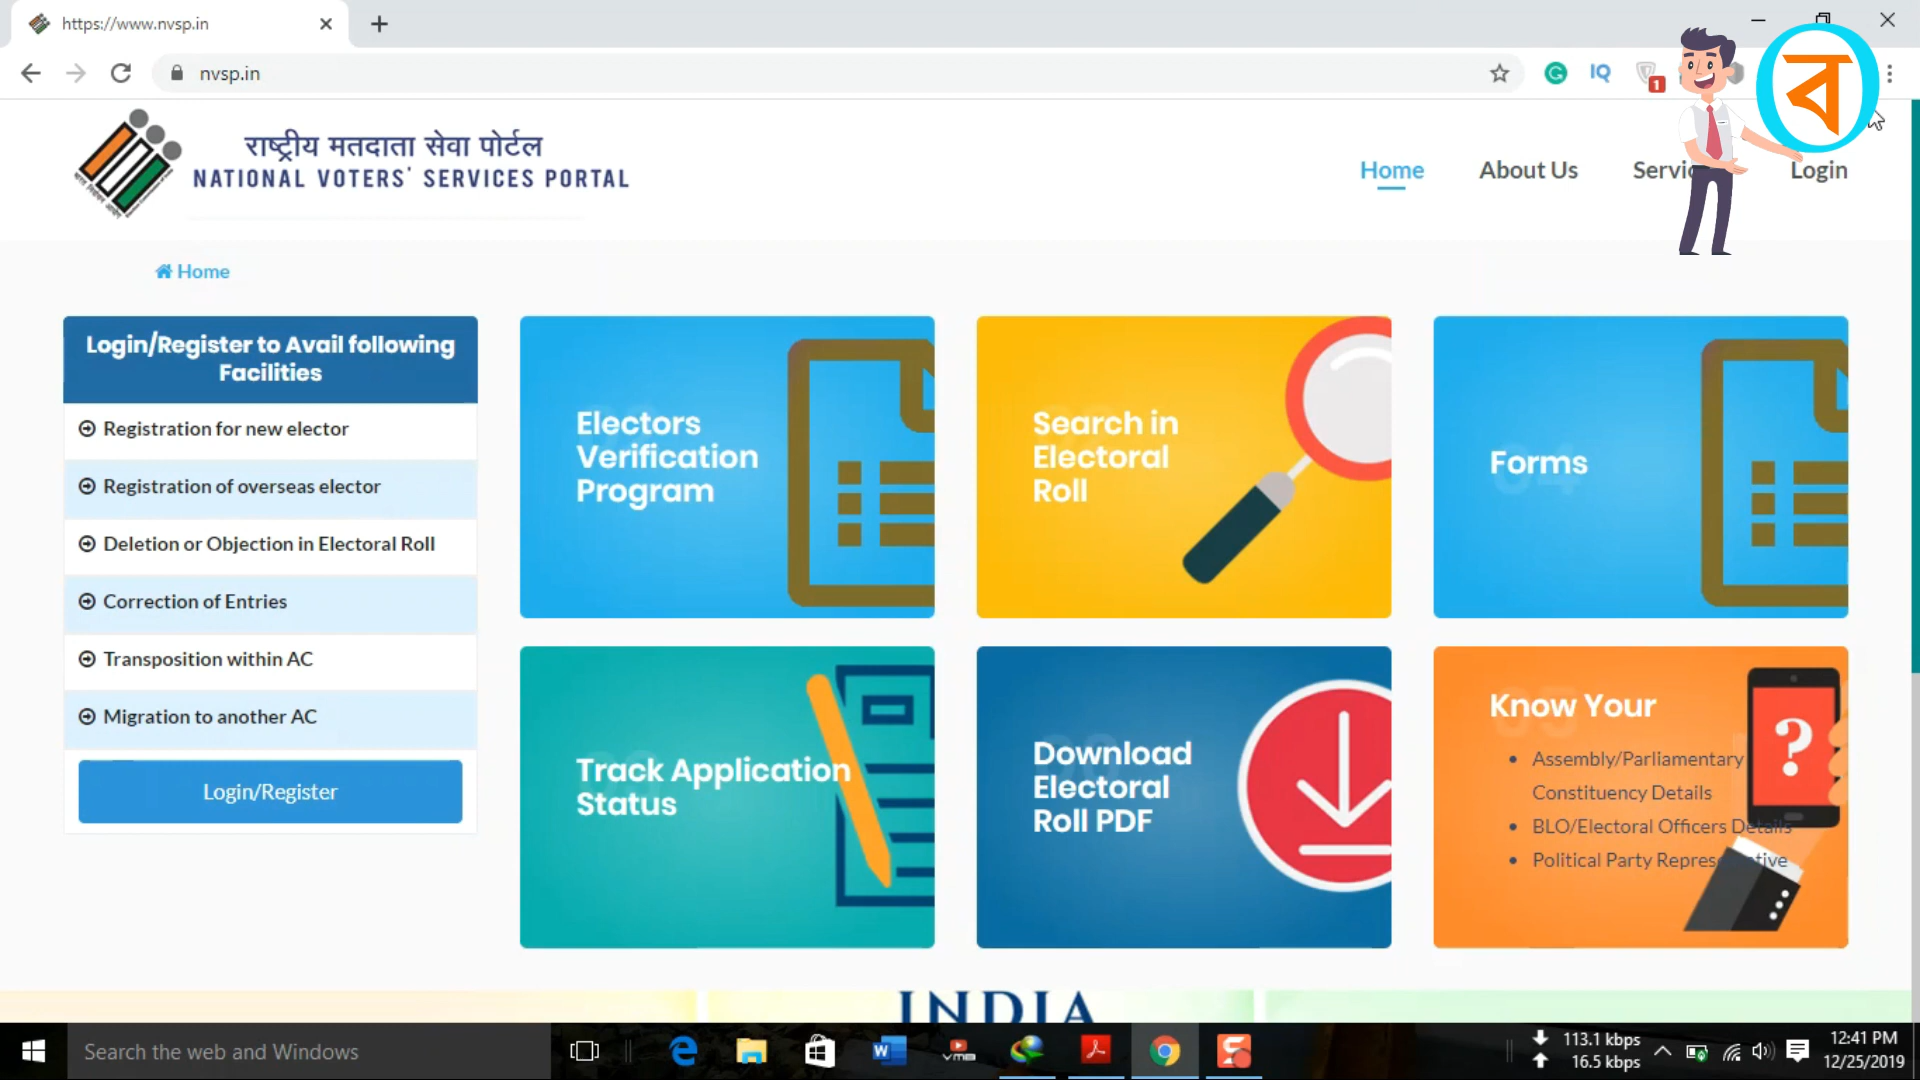 https://www.nvsp.in
nvsp.in
IQ
1
ব
राष्ट्रीय मतदाता सेवा पोर्टल
NATIONAL VOTERS' SERVICES PORTAL
Home
About Us
Login
Home
Login/Register to Avail following
Facilities
Registration for new elector
Registration of overseas elector
Deletion or Objection in Electoral Roll
Correction of Entries
Transposition within AC
Migration to another AC
Login/Register
Electors
Verification
Program
Search in
Electoral
Roll
Forms
04
Track Application
Status
Download
Electoral
Roll PDF
Know Your
Assembly/Parliamentary
Constituency Details
BLO/Electoral Officers Details
Political Party
?
INDIA
Search the web and Windows
113.1 kbps
16.5 kbps
12:41 PM
12/25/2019